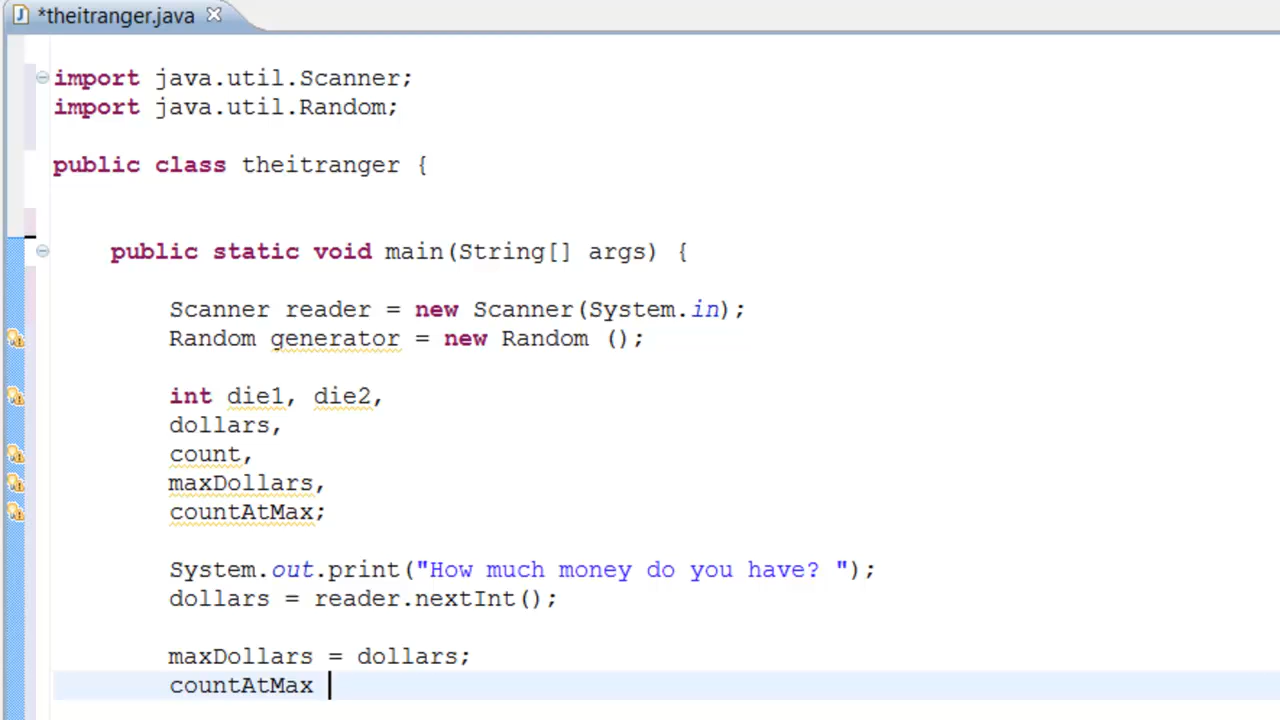 *theitranger.java
import java.util.Scanner;
import java.util.Random;
public class theitranger {
public static void main(String[] args) {
Scanner reader = new Scanner(System.in);
Random generator = new Random ();
int die1, die2,
dollars,
count,
maxDollars,
countAtMax;
System.out.print("How much money do you have? ");
dollars = reader.nextInt();
maxDollars = dollars;
countAtMax